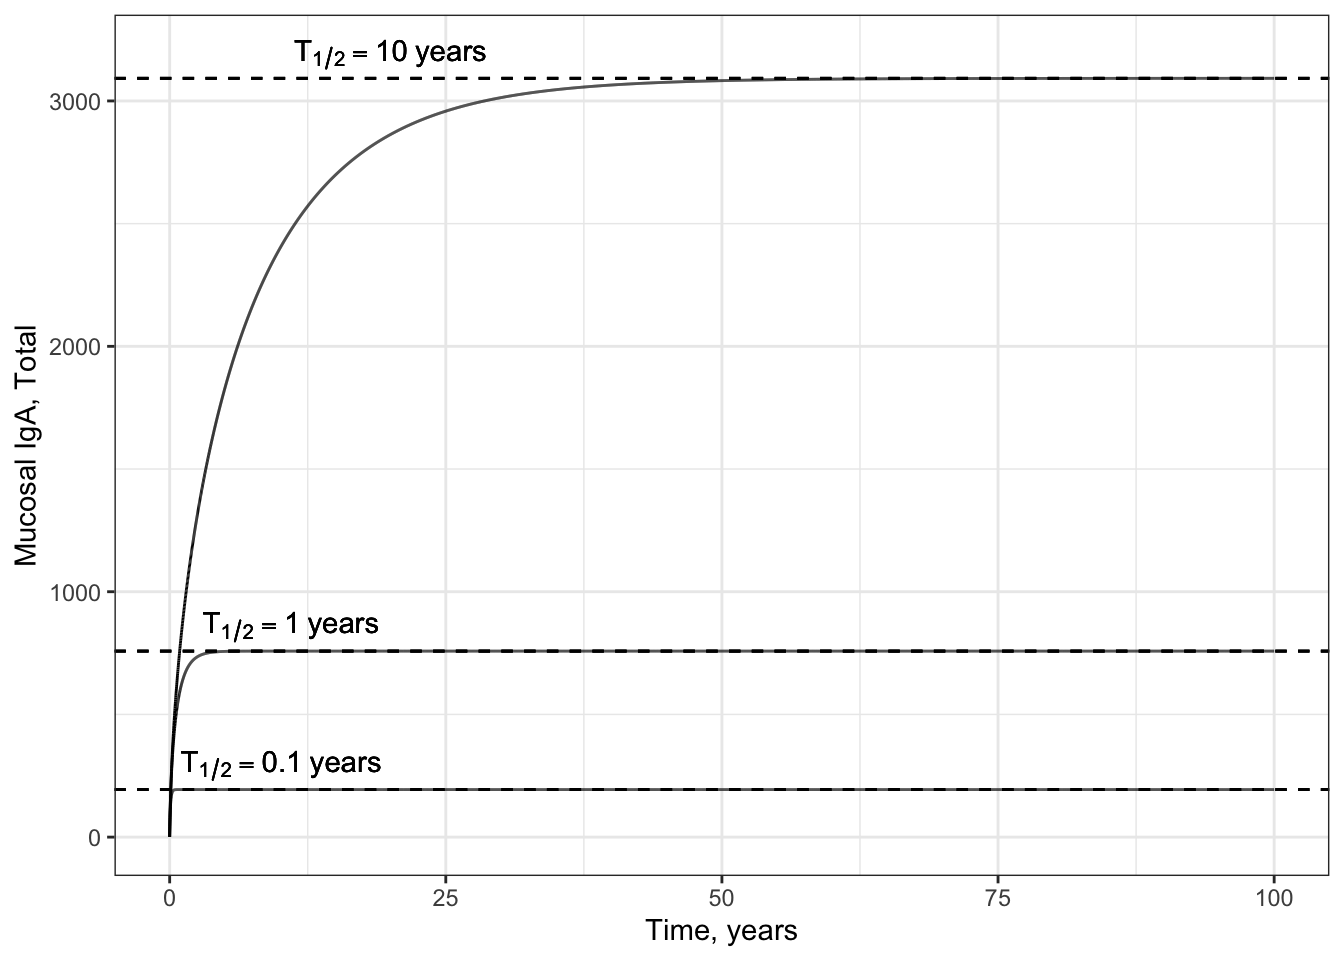 T1/2 = 10 years
3000
2000
Mucosal IgA, Total
1000
T1/2 = 1 years
T1/2 = 0.1 years
0
0 25 50 75 100
Time, years